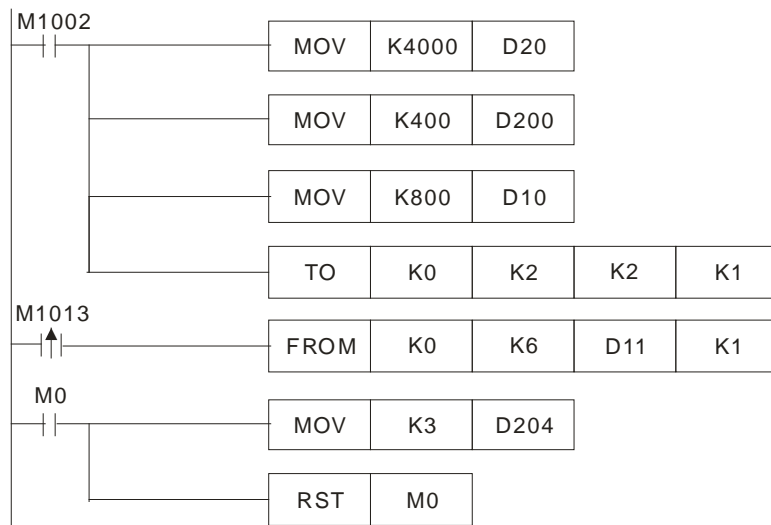 M1002
MOV K4000 D20
MOV K400 D200
MOV K800 D10
TO K0 K2 K2 K1
M1013
FROM K0 K6 D11 K1
M0
MOV K3 D204
RST M0